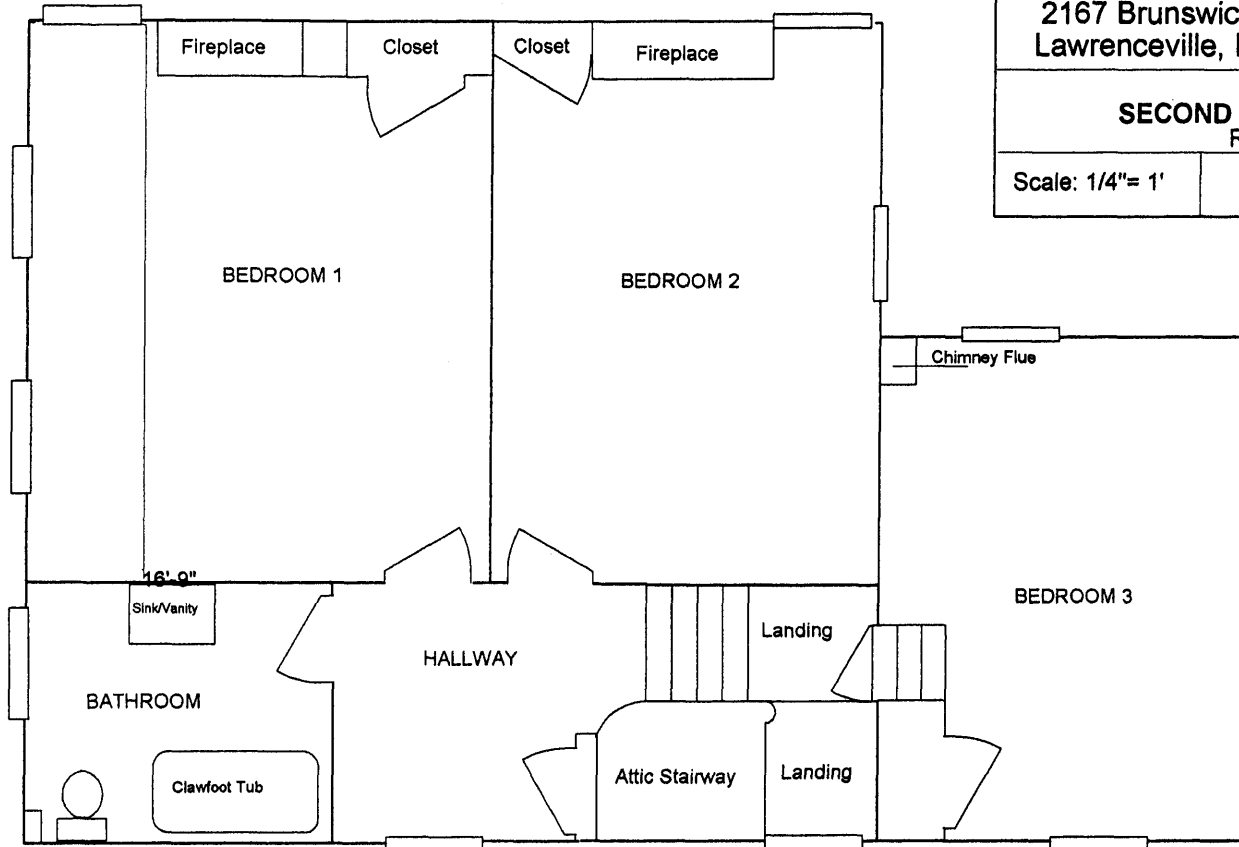 2167
Lawrenceville,
SECOND
Scale: 1/4"= 1'
Fireplace
Closet
Closet
Fireplace
BEDROOM 1
BEDROOM 2
Chimney Flue
16'-9"
Sink/Vanity
BEDROOM 3
Landing
HALLWAY
BATHROOM
Clawfoot Tub
Attic Stairway
Landing